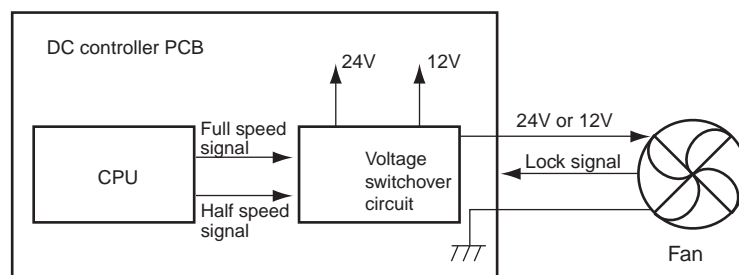 DC controller PCB
24V
12V
Full speed
signal
24V or 12V
Voltage
switchover
circuit
Lock signal
CPU
Half speed
signal
Fan